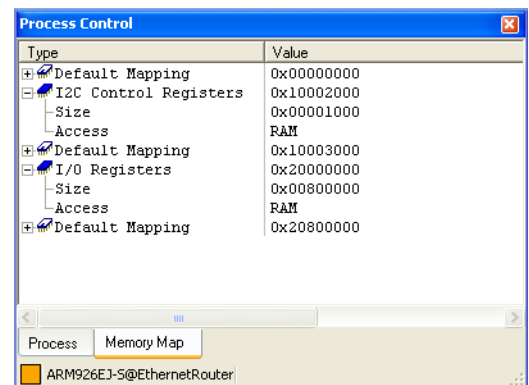 Process Control
Type Value
Default Mapping 0x00000000
I2C Control Registers 0x10002000
Size 0x00001000
Access RAM
Default Mapping 0x10003000
I/O Registers 0x20000000
Size 0x00800000
Access RAM
Default Mapping 0x20800000
Process Memory Map
ARM926EJ-S@EthernetRouter